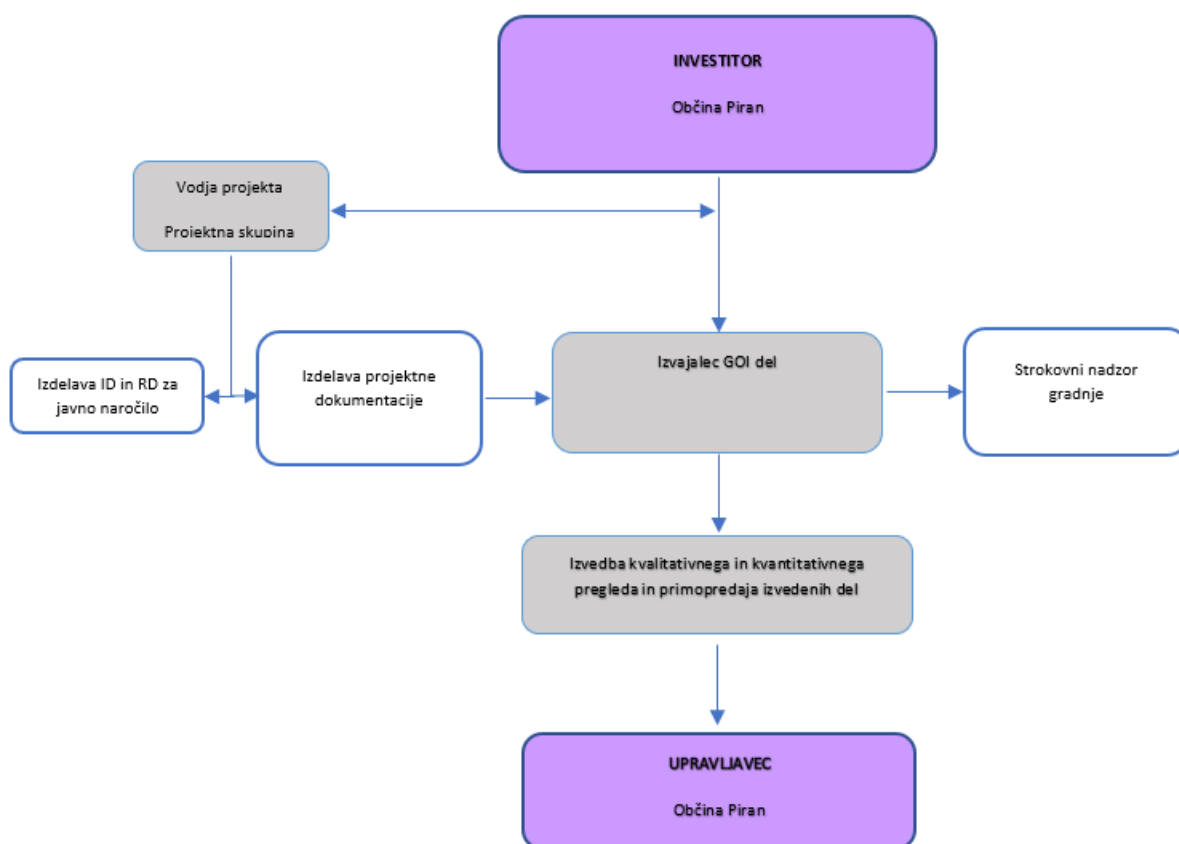 INVESTITOR
Občina Piran
Vodja projekta
Projektna skupina
Izdelava ID in RD za
javno naročilo
Izdelava projektne
dokumentacije
Izvajalec GOI del
Strokovni nadzor
gradnje
Izvedba kvalitativnega in kvantitativnega
pregleda in primopredaja izvedenih del
UPRAVLJAVEC
Občina Piran